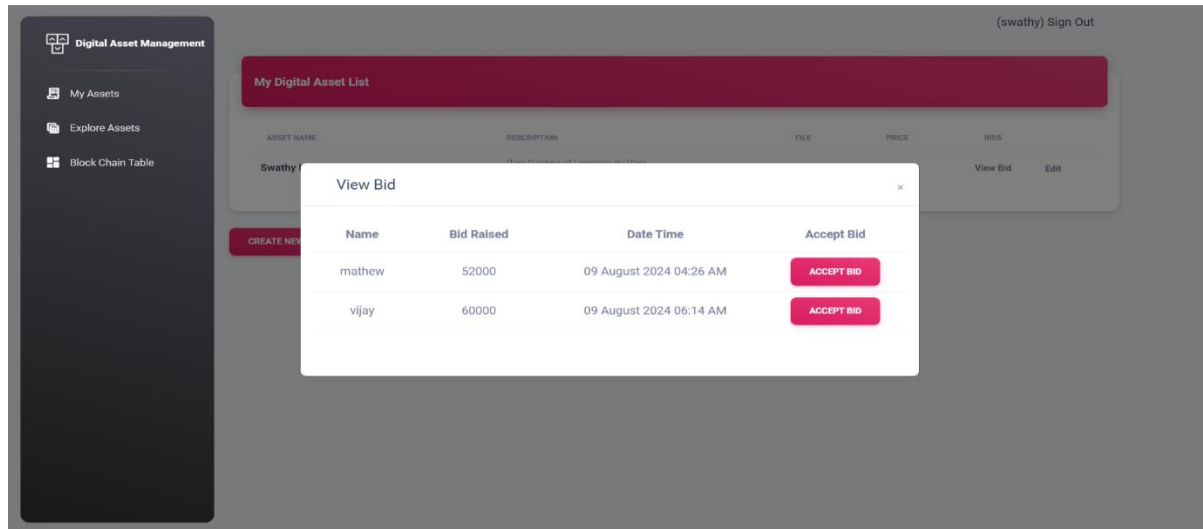 (swathy) Sign Out
Digital Asset Management
My Assets
Explore Assets
Block Chain Table
My Digital Asset List
ASSET NAME DESCRIPTION FILE PRICE BIDS
Swathy
View Bid Edit
CREATE NEW
View Bid ×
Name Bid Raised Date Time Accept Bid
mathew 52000 09 August 2024 04:26 AM ACCEPT BID
vijay 60000 09 August 2024 06:14 AM ACCEPT BID